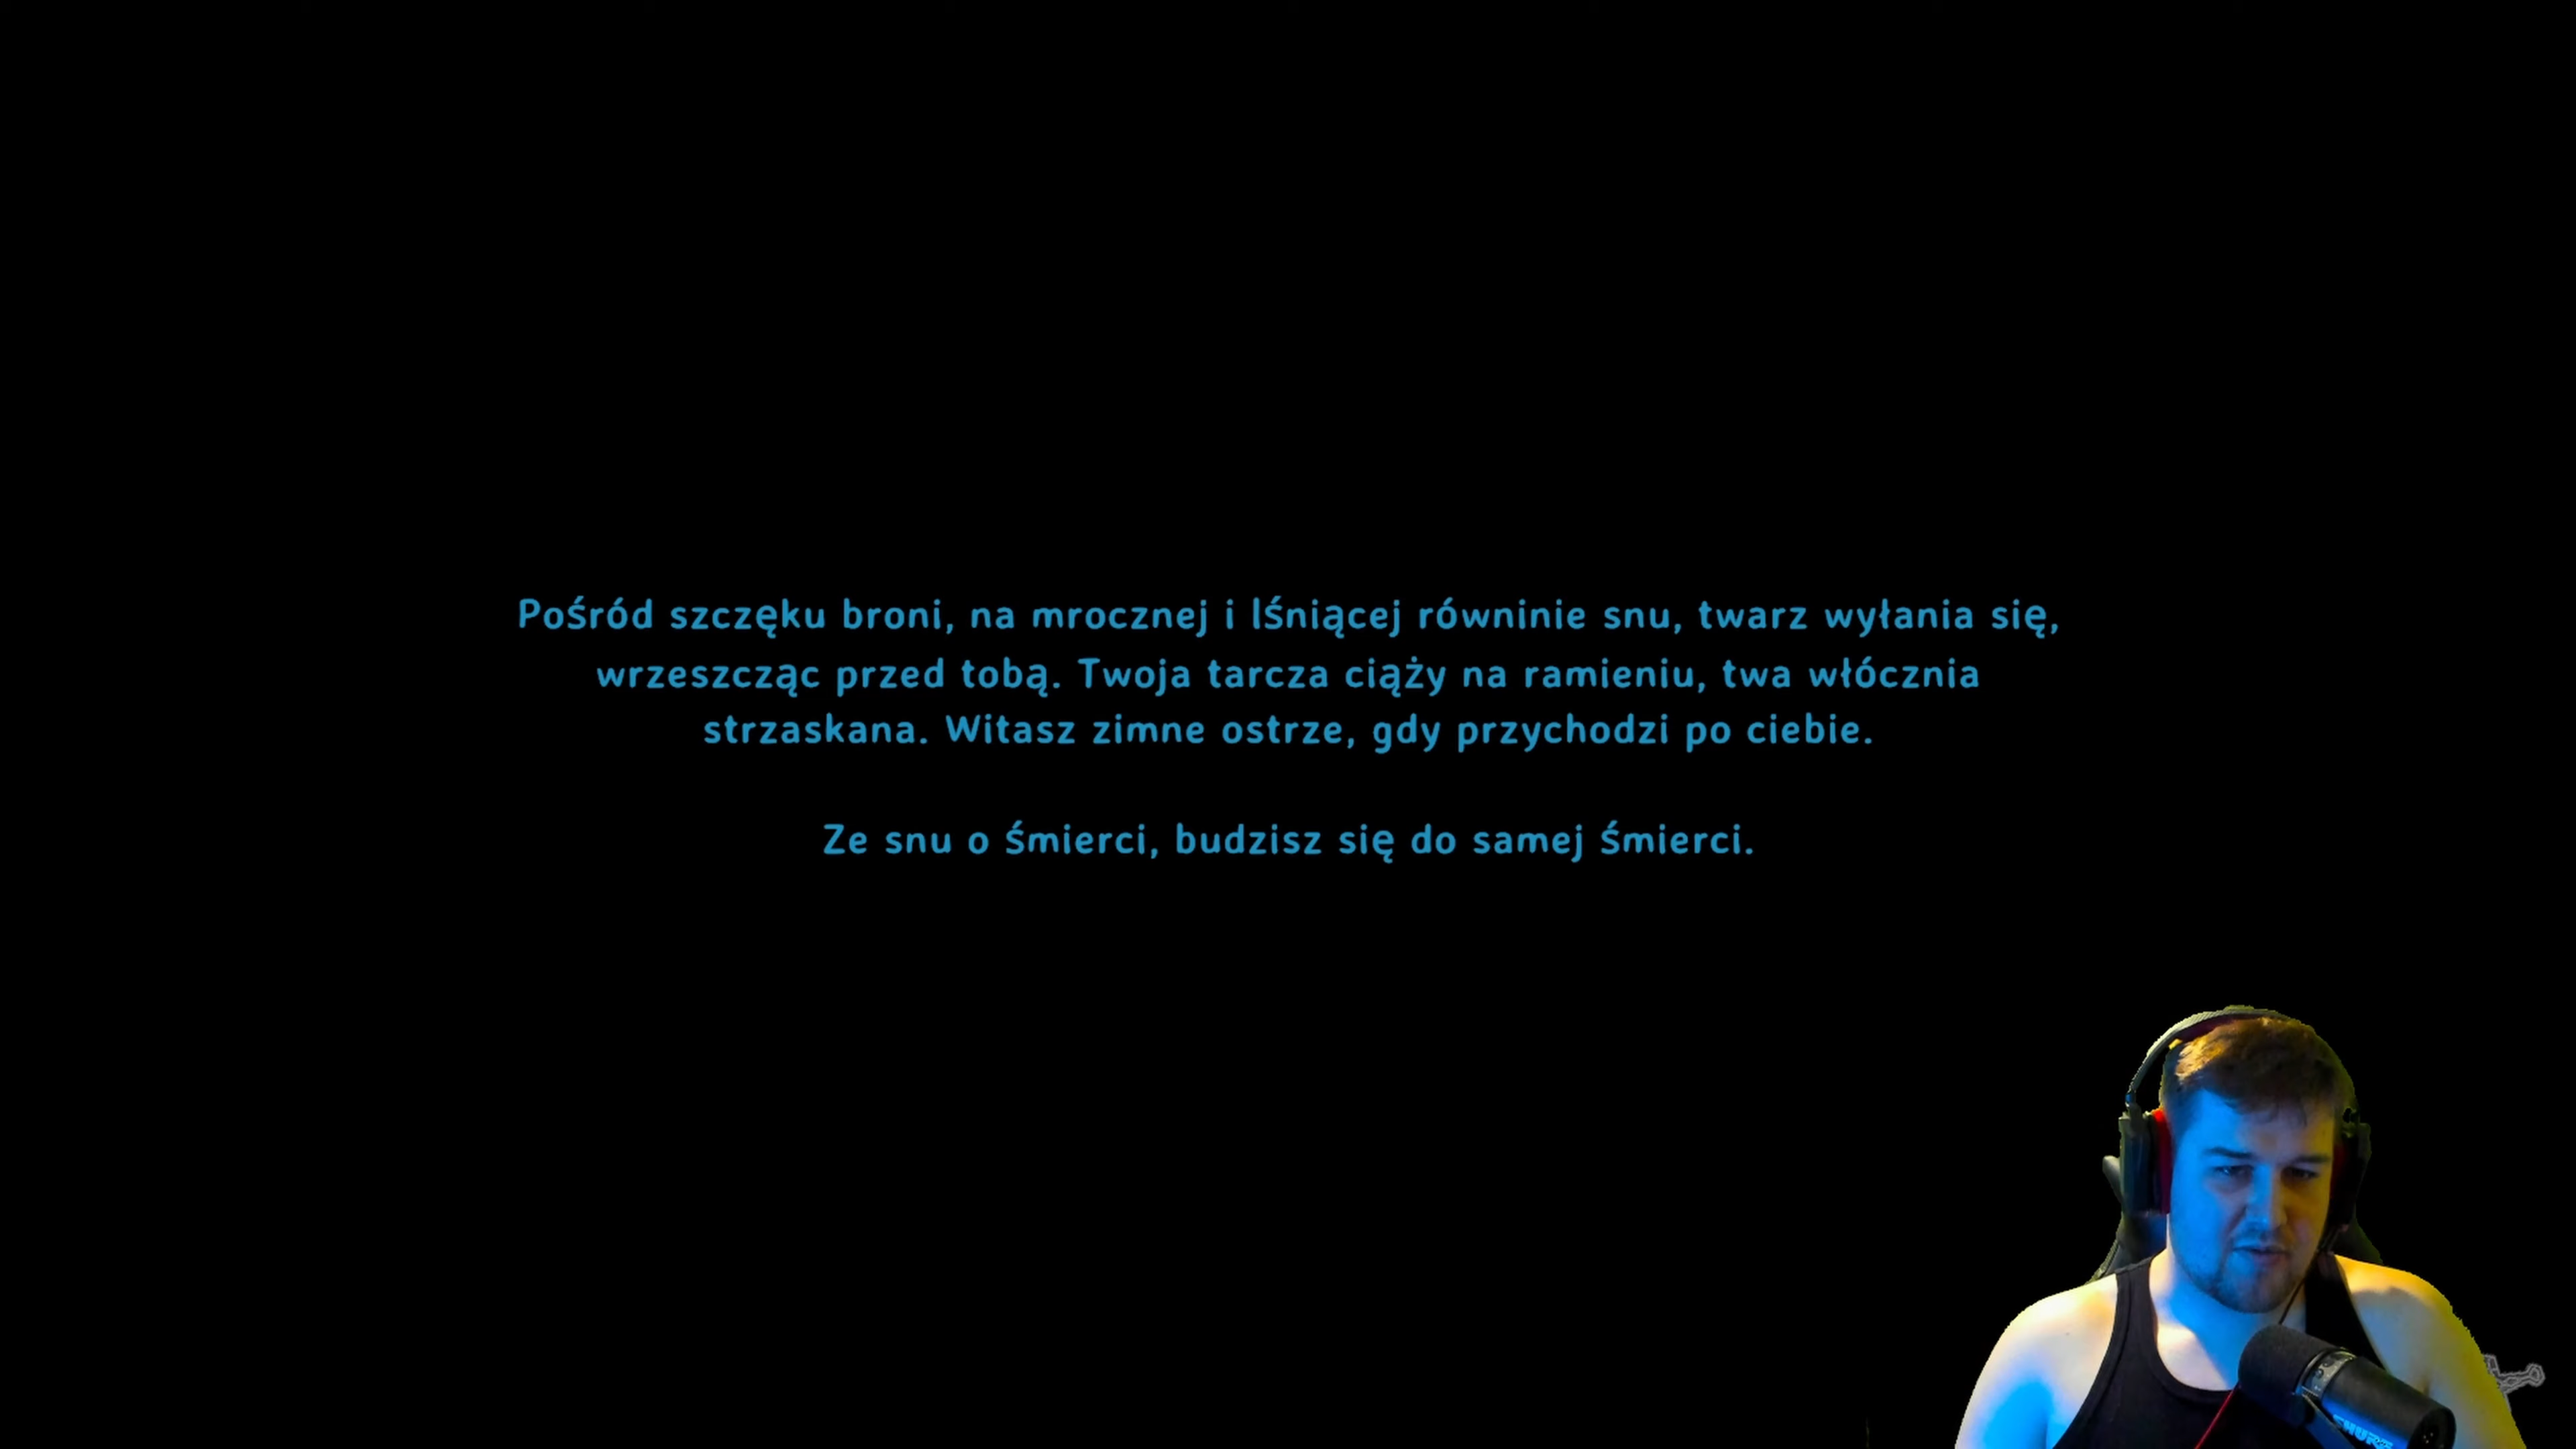 Pośród szczęku broni, na mrocznej i lśniącej równinie snu, twarz wyłania się,
wrzeszcząc przed tobą. Twoja tarcza ciąży na ramieniu, twa włócznia
strzaskana. Witasz zimne ostrze, gdy przychodzi po ciebie.
Ze snu o śmierci, budzisz się do samej śmierci.
SHURE